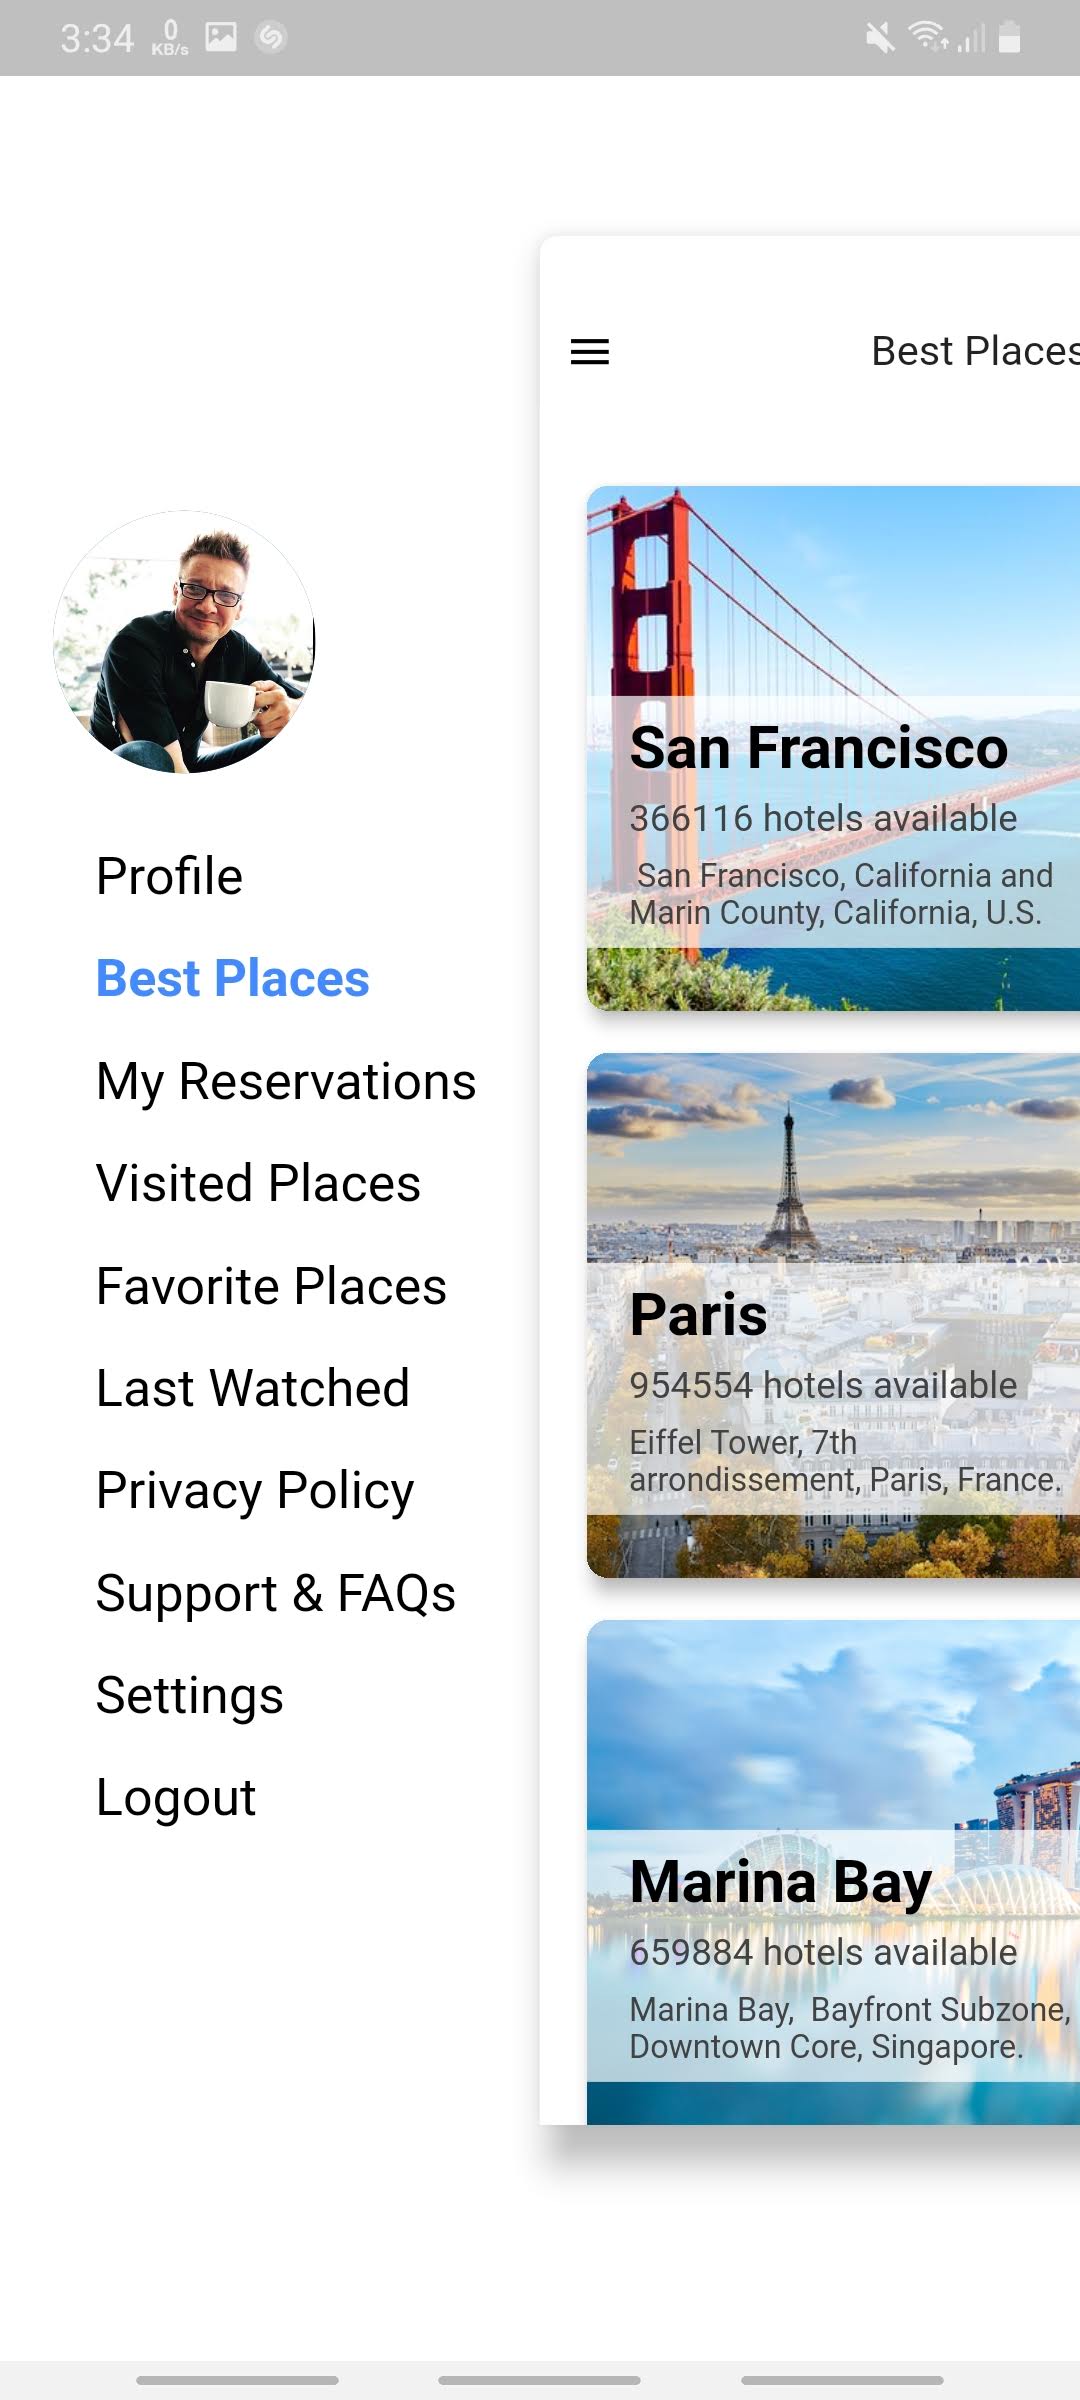 3:34
0
KB/s
Best Places
Profile
Best Places
My Reservations
Visited Places
Favorite Places
Last Watched
Privacy Policy
Support & FAQs
Settings
Logout
San Francisco
366116 hotels available
San Francisco, California and
Marin County, California, U.S.
Paris
954554 hotels available
Eiffel Tower, 7th
arrondissement, Paris, France.
Marina Bay
659884 hotels available
Marina Bay,  Bayfront Subzone,
Downtown Core, Singapore.